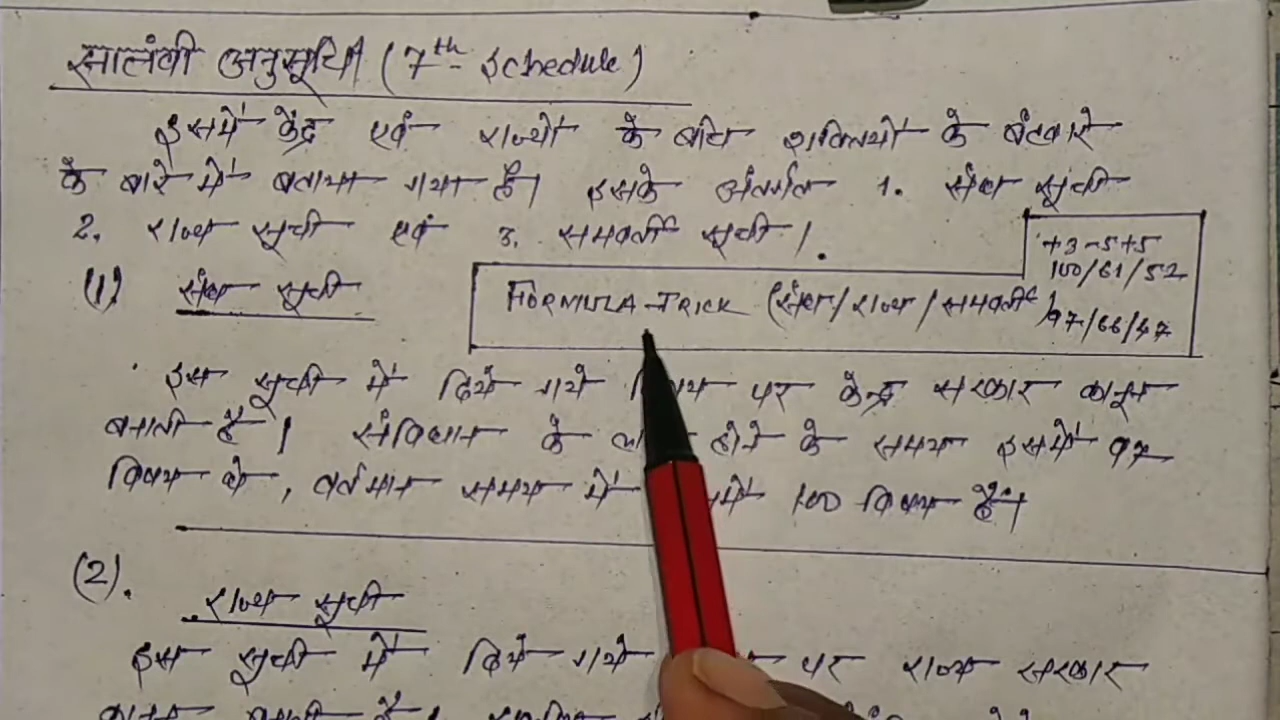 सातंवी अनुसूची (7th schedule)
इसमें केंद्र एवं राज्यों के बीच शक्तियों के बंटवारे
के बारे में बताया गया है। इसके अंतर्गत 1. संघ सूची
2. राज्य सूची एवं 3. समवर्ती सूची।
+3-5+5
100/61/52
(1) संघ सूची
FORMULA-TRICK (संघ/राज्य/समवर्ती)
97/66/47
इस सूची में दिये गये पर केन्द्र सरकार कानून
बनाती है। संविधान के होने के समय इसमें 97
विषय थे, वर्तमान समय में 100 विषय है।
(2). राज्य सूची
इस सूची में दिये गये पर राज्य सरकार